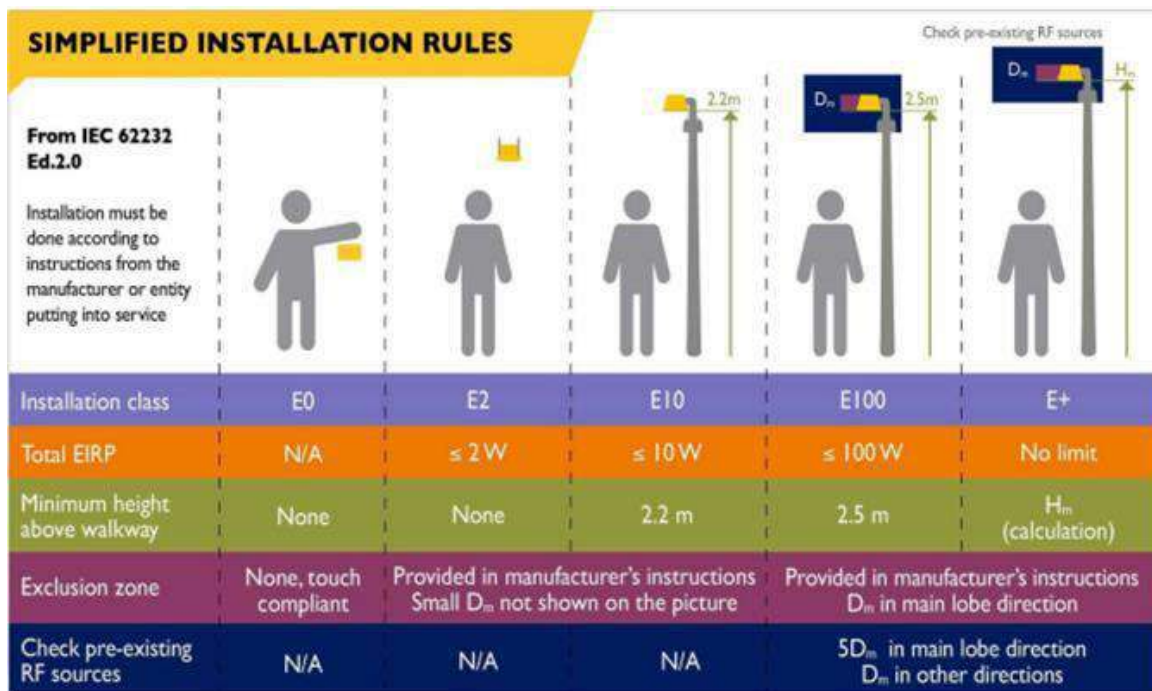 SIMPLIFIED INSTALLATION RULES
Check pre-existing RF sources
From IEC 62232
Ed.2.0
Installation must be
done according to
instructions from the
manufacturer or entity
putting into service
2.2m
Dₘ
2.5m
Dₘ
Hₘ
Installation class
E0
E2
E10
E100
E+
Total EIRP
N/A
≤ 2 W
≤ 10 W
≤ 100 W
No limit
Minimum height
above walkway
None
None
2.2 m
2.5 m
Hₘ
(calculation)
Exclusion zone
None, touch
compliant
Provided in manufacturer's instructions
Small Dₘ not shown on the picture
Provided in manufacturer's instructions
Dₘ in main lobe direction
Check pre-existing
RF sources
N/A
N/A
N/A
5Dₘ in main lobe direction
Dₘ in other directions